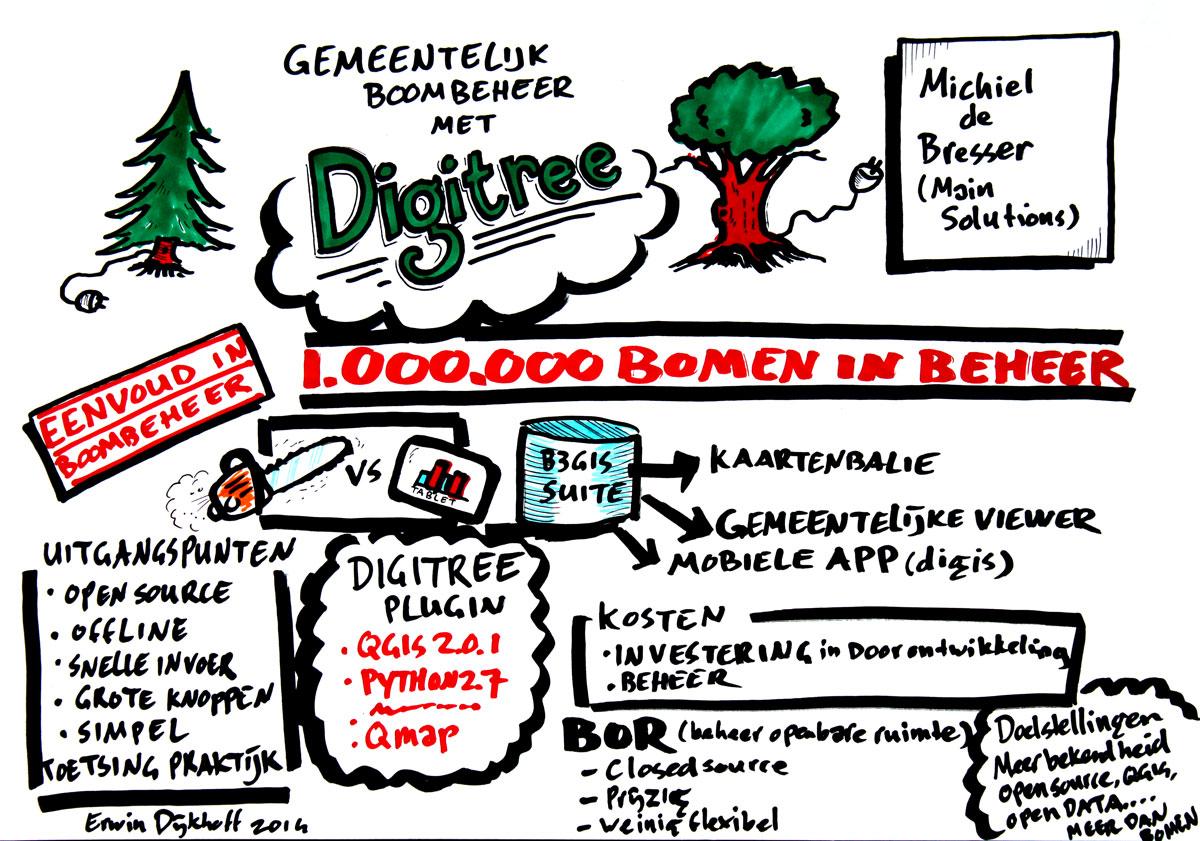 GEMEENTELIJK
BOOMBEHEER
MET
Digitree
Michiel
de
Bresser
(Main
Solutions)
1.000.000 BOMEN IN BEHEER
EENVOUD IN
BOOMBEHEER
VS
TABLET
B3GIS
SUITE
KAARTENBALIE
GEMEENTELIJKE VIEWER
MOBIELE APP (digis)
UITGANGSPUNTEN
• OPEN SOURCE
• OFFLINE
• SNELLE INVOER
• GROTE KNOPPEN
• SIMPEL
TOETSING PRAKTIJK
Erwin Dijkhoff 2014
DIGITREE
PLUGIN
• QGIS 2.0.1
• PYTHON 2.7
: Qmap
KOSTEN
• INVESTERING in Doorontwikkeling
• BEHEER
BOR (beheer openbare ruimte)
- Closed source
- Prijzig
- Weinig flexibel
Doelstellingen
Meer bekendheid
open source, QGIS,
open DATA....
MEER DAN
BOMEN